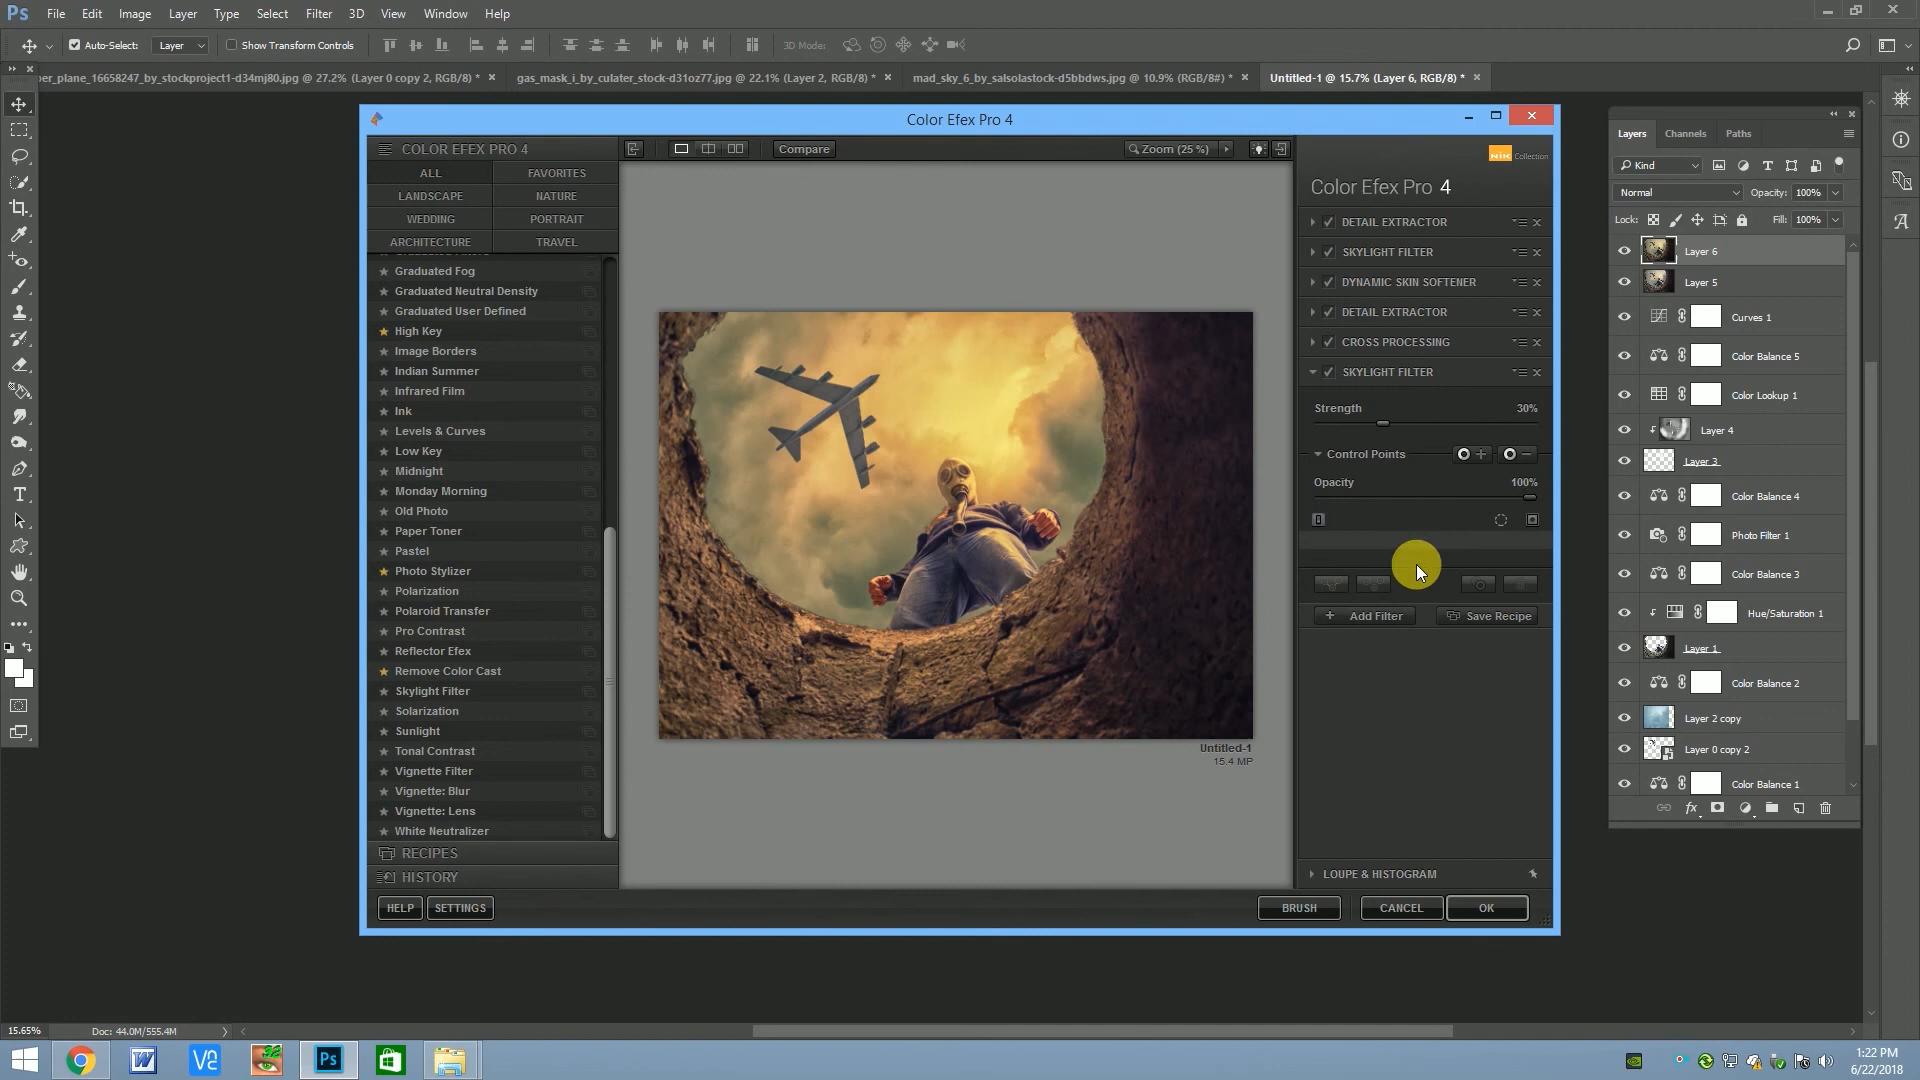 Ps File Edit Image Layer Type Select Filter 3D View Window Help
Auto-Select: Layer Show Transform Controls 3D Mode:
per_plane_16658247_by_stockproject1-d34mj80.jpg @ 27.2% (Layer 0 copy 2, RGB/8) * gas_mask_i_by_culater_stock-d31oz77.jpg @ 22.1% (Layer 2, RGB/8) * mad_sky_6_by_salsolastock-d5bbdws.jpg @ 10.9% (RGB/8#) * Untitled-1 @ 15.7% (Layer 6, RGB/8) *
Color Efex Pro 4
COLOR EFEX PRO 4
ALL FAVORITES
LANDSCAPE NATURE
WEDDING PORTRAIT
ARCHITECTURE TRAVEL
Graduated Fog
Graduated Neutral Density
Graduated User Defined
High Key
Image Borders
Indian Summer
Infrared Film
Ink
Levels & Curves
Low Key
Midnight
Monday Morning
Old Photo
Paper Toner
Pastel
Photo Stylizer
Polarization
Polaroid Transfer
Pro Contrast
Reflector Efex
Remove Color Cast
Skylight Filter
Solarization
Sunlight
Tonal Contrast
Vignette Filter
Vignette: Blur
Vignette: Lens
White Neutralizer
RECIPES
HISTORY
HELP SETTINGS
Compare Zoom (25 %)
Untitled-1
15.4 MP
Nik Collection
Color Efex Pro 4
DETAIL EXTRACTOR
SKYLIGHT FILTER
DYNAMIC SKIN SOFTENER
DETAIL EXTRACTOR
CROSS PROCESSING
SKYLIGHT FILTER
Strength 30%
Control Points
Opacity 100%
Add Filter Save Recipe
LOUPE & HISTOGRAM
BRUSH CANCEL OK
Layers Channels Paths
Kind
Normal Opacity: 100%
Lock: Fill: 100%
Layer 6
Layer 5
Curves 1
Color Balance 5
Color Lookup 1
Layer 4
Layer 3
Color Balance 4
Photo Filter 1
Color Balance 3
Hue/Saturation 1
Layer 1
Color Balance 2
Layer 2 copy
Layer 0 copy 2
Color Balance 1
fx
15.65% Doc: 44.0M/555.4M
1:22 PM
6/22/2018